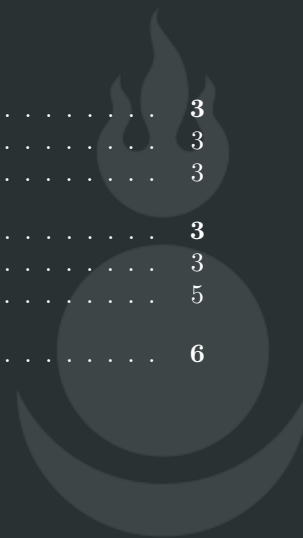 . . . . . . . . 3
. . . . . . . . 3
. . . . . . . . 3
. . . . . . . . 3
. . . . . . . . 3
. . . . . . . . 5
. . . . . . . . 6